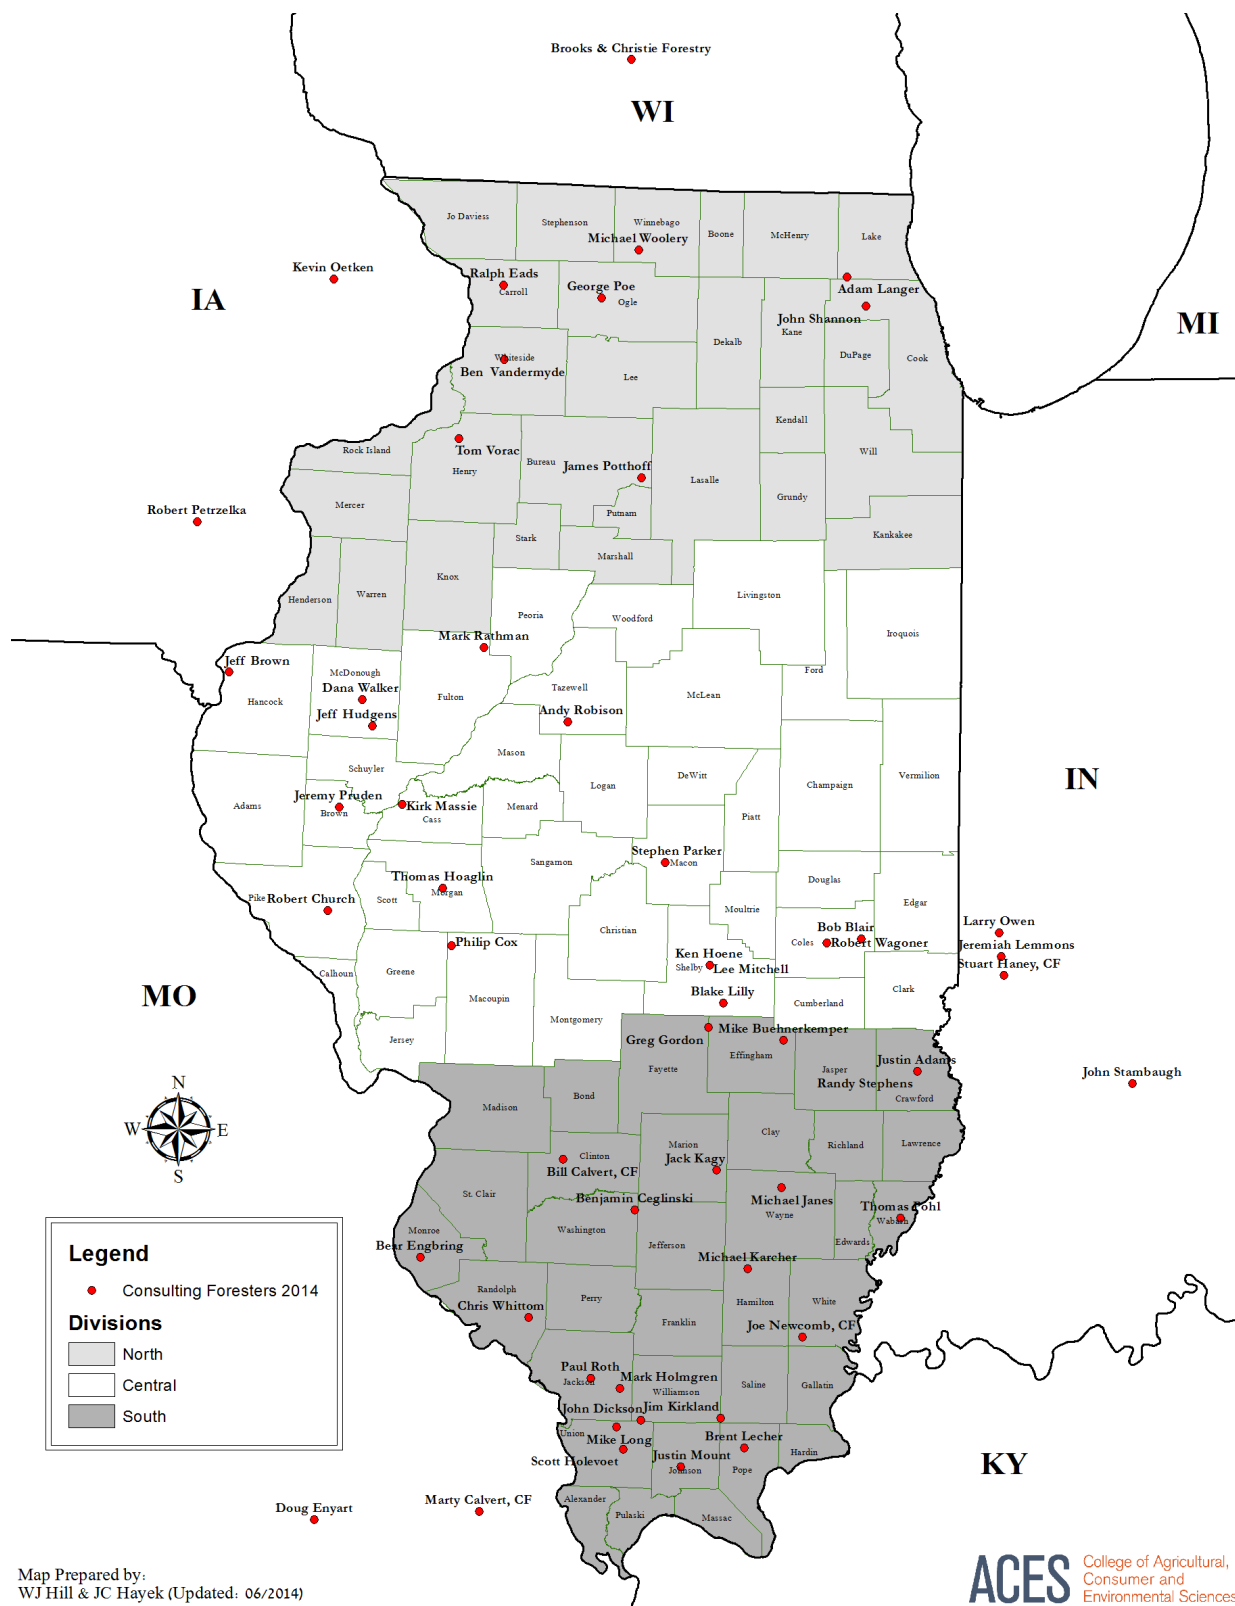 Brooks & Christie Forestry
WI
Jo Daviess
Stephenson
Winnebago
Boone
McHenry
Lake
Michael Woolery
Kevin Oetken
Ralph Eads
Carroll
George Poe
Ogle
Adam Langer
IA
John Shannon
Kane
MI
Dekalb
DuPage
Cook
Whiteside
Ben Vandermyde
Lee
Kendall
Rock Island
Tom Vorac
Henry
Bureau
James Potthoff
Lasalle
Will
Mercer
Putnam
Grundy
Robert Petrzelka
Stark
Marshall
Kankakee
Knox
Henderson
Warren
Peoria
Woodford
Livingston
Iroquois
Mark Rathman
Jeff Brown
McDonough
Ford
Dana Walker
Hancock
Fulton
Tazewell
McLean
Jeff Hudgens
Andy Robison
Mason
Schuyler
DeWitt
IN
Logan
Champaign
Vermilion
Jeremy Pruden
Brown
Adams
Kirk Massie
Cass
Menard
Piatt
Stephen Parker
Macon
Sangamon
Thomas Hoaglin
Morgan
Douglas
Pike
Robert Church
Scott
Moultrie
Edgar
Christian
Larry Owen
Bob Blair
Coles
Robert Wagoner
Jeremiah Lemmons
Philip Cox
Ken Hoene
Shelby
Lee Mitchell
Stuart Haney, CF
Calhoun
Greene
MO
Macoupin
Blake Lilly
Cumberland
Clark
Montgomery
Jersey
Greg Gordon
Mike Buehnerkemper
Effingham
Fayette
Jasper
Justin Adams
John Stambaugh
Randy Stephens
Crawford
Madison
Bond
N
W
E
S
Clay
Marion
Richland
Lawrence
Clinton
Jack Kagy
Bill Calvert, CF
St. Clair
Benjamin Ceglinski
Michael Janes
Wayne
Thomas Pohl
Monroe
Washington
Jefferson
Edwards
Bear Engbring
Michael Karcher
Randolph
Perry
Hamilton
White
Chris Whittom
Franklin
Joe Newcomb, CF
Paul Roth
Jackson
Mark Holmgren
Williamson
Saline
Gallatin
John Dickson
Jim Kirkland
Union
Mike Long
Brent Lecher
Hardin
Scott Holevoet
Justin Mount
Johnson
Pope
KY
Alexander
Pulaski
Massac
Doug Enyart
Marty Calvert, CF
Legend
Consulting Foresters 2014
Divisions
North
Central
South
Map Prepared by:
WJ Hill & JC Hayek (Updated: 06/2014)
ACES
College of Agricultural,
Consumer and
Environmental Sciences